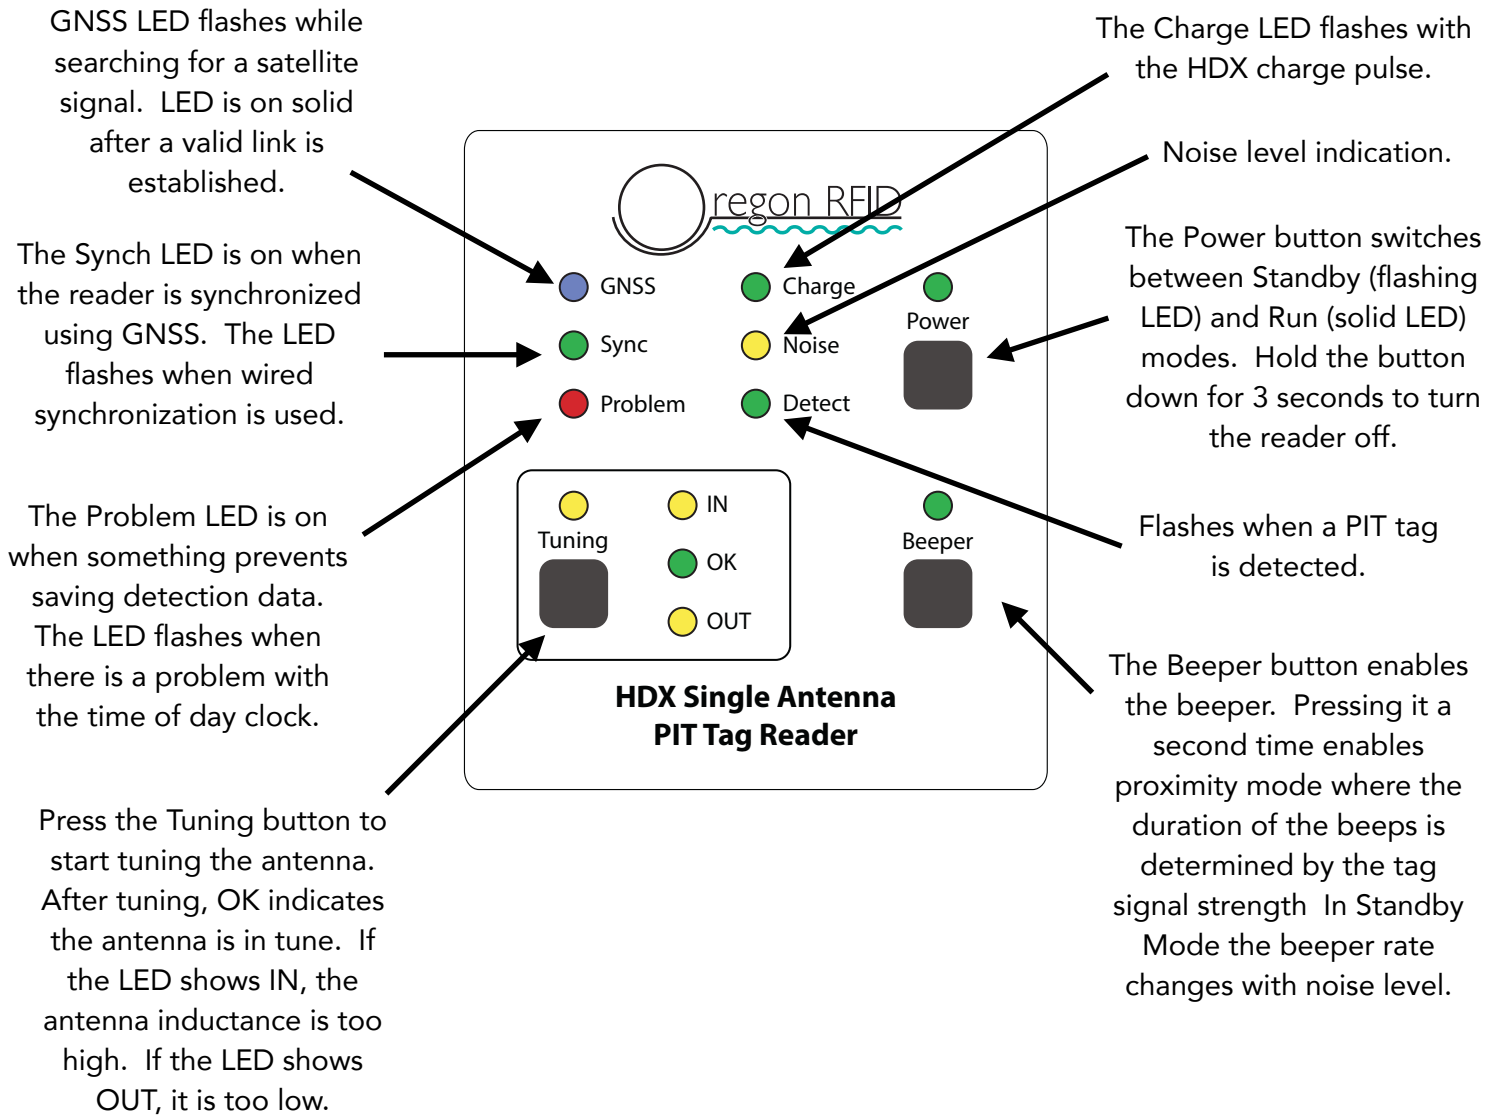 GNSS LED flashes while
searching for a satellite
signal.  LED is on solid
after a valid link is
established.
The Synch LED is on when
the reader is synchronized
using GNSS.  The LED
flashes when wired
synchronization is used.
The Problem LED is on
when something prevents
saving detection data.
The LED flashes when
there is a problem with
the time of day clock.
Press the Tuning button to
start tuning the antenna.
After tuning, OK indicates
the antenna is in tune.  If
the LED shows IN, the
antenna inductance is too
high.  If the LED shows
OUT, it is too low.
regon RFID
GNSS
Sync
Problem
Charge
Noise
Detect
Power
Tuning
IN
OK
OUT
Beeper
HDX Single Antenna
PIT Tag Reader
The Charge LED flashes with
the HDX charge pulse.
Noise level indication.
The Power button switches
between Standby (flashing
LED) and Run (solid LED)
modes.  Hold the button
down for 3 seconds to turn
the reader off.
Flashes when a PIT tag
is detected.
The Beeper button enables
the beeper.  Pressing it a
second time enables
proximity mode where the
duration of the beeps is
determined by the tag
signal strength  In Standby
Mode the beeper rate
changes with noise level.